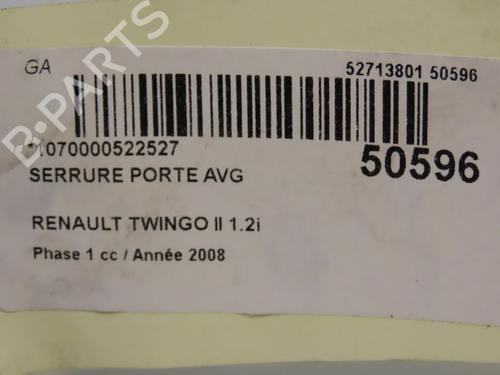 GA
52713801 50596
*1070000522527
50596
SERRURE PORTE AVG
RENAULT TWINGO II 1.2i
Phase 1 cc / Année 2008
B-PARTS